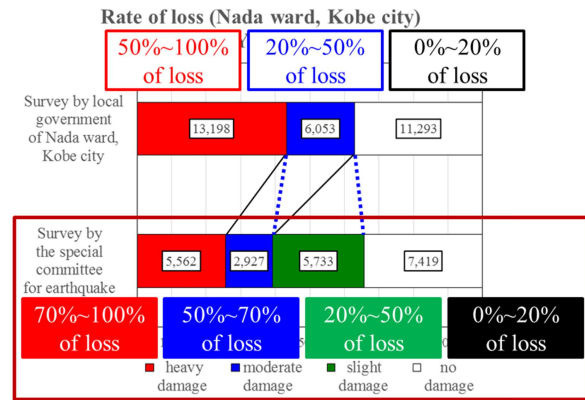 Rate of loss (Nada ward, Kobe city)
50%~100%
of loss
20%~50%
of loss
0%~20%
of loss
Survey by local
government
of Nada ward,
Kobe city
13,198
6,053
11,293
Survey by
the special
committee
for earthquake
5,562
2,927
5,733
7,419
70%~100%
of loss
50%~70%
of loss
20%~50%
of loss
0%~20%
of loss
heavy
damage
moderate
damage
slight
damage
no
damage